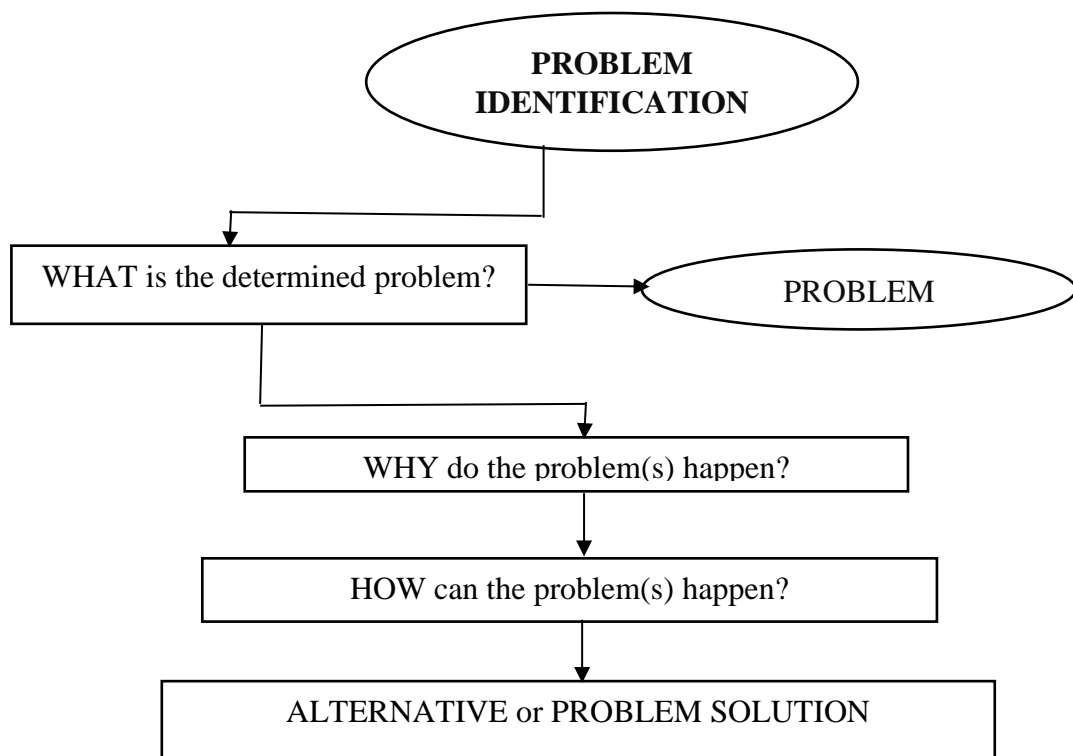 PROBLEM
IDENTIFICATION
WHAT is the determined problem?
PROBLEM
WHY do the problem(s) happen?
HOW can the problem(s) happen?
ALTERNATIVE or PROBLEM SOLUTION